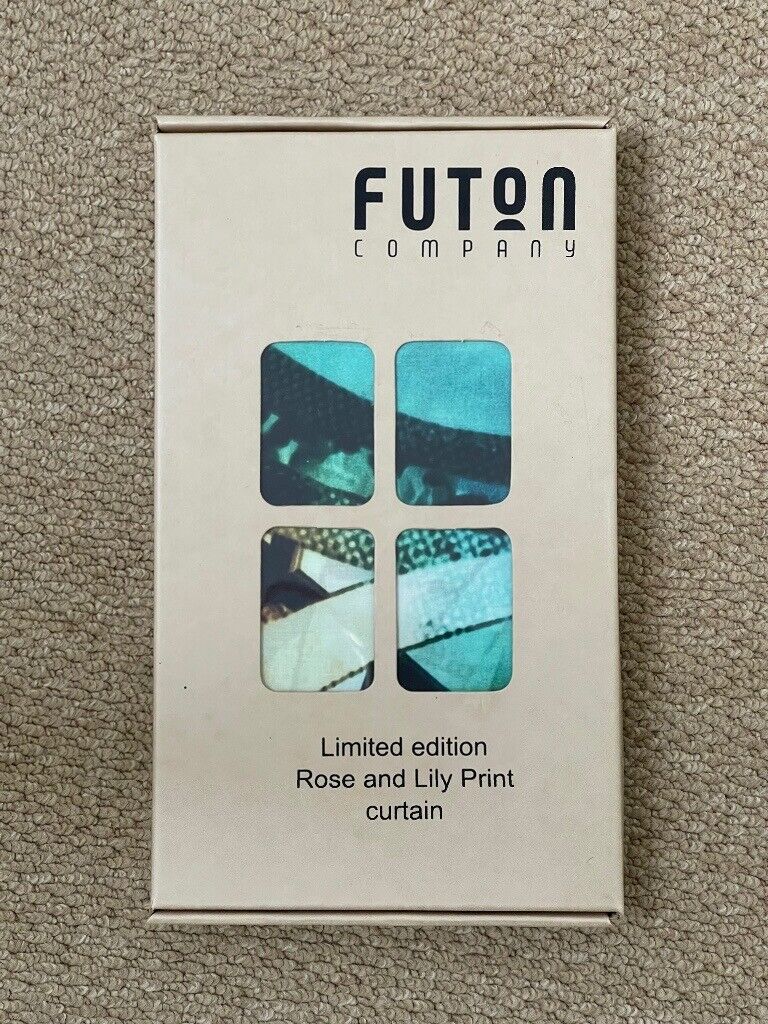 FUTON
COMPANY
Limited edition
Rose and Lily Print
curtain